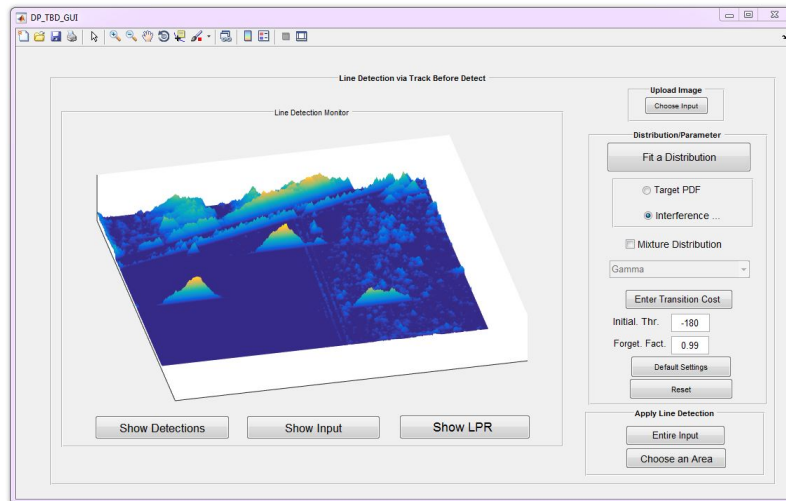 DP_TBD_GUI
Line Detection via Track Before Detect
Line Detection Monitor
Show Detections
Show Input
Show LPR
Upload Image
Choose Input
Distribution/Parameter
Fit a Distribution
Target PDF
Interference ...
Mixture Distribution
Gamma
Enter Transition Cost
Initial. Thr. -180
Forget. Fact. 0.99
Default Settings
Reset
Apply Line Detection
Entire Input
Choose an Area